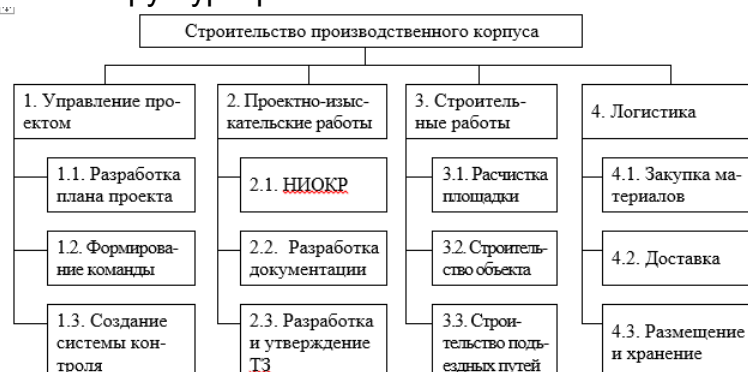 Строительство производственного корпуса
1. Управление про-
ектом
2. Проектно-изыс-
кательские работы
3. Строитель-
ные работы
4. Логистика
1.1. Разработка
плана проекта
2.1. НИОКР
3.1. Расчистка
площадки
4.1. Закупка ма-
териалов
1.2. Формирова-
ние команды
2.2. Разработка
документации
3.2. Строитель-
ство объекта
4.2. Доставка
1.3. Создание
системы кон-
троля
2.3. Разработка
и утверждение
ТЗ
3.3. Строи-
тельство подъ-
ездных путей
4.3. Размещение
и хранение